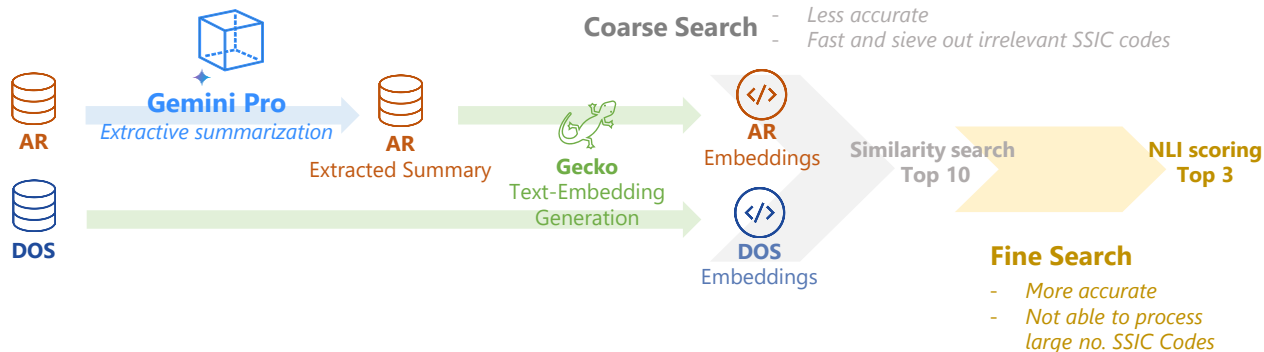 Coarse Search
- Less accurate
- Fast and sieve out irrelevant SSIC codes
AR
Gemini Pro
Extractive summarization
AR
Extracted Summary
Gecko
Text-Embedding
Generation
AR
Embeddings
Similarity search
Top 10
NLI scoring
Top 3
DOS
DOS
Embeddings
Fine Search
- More accurate
- Not able to process
large no. SSIC Codes